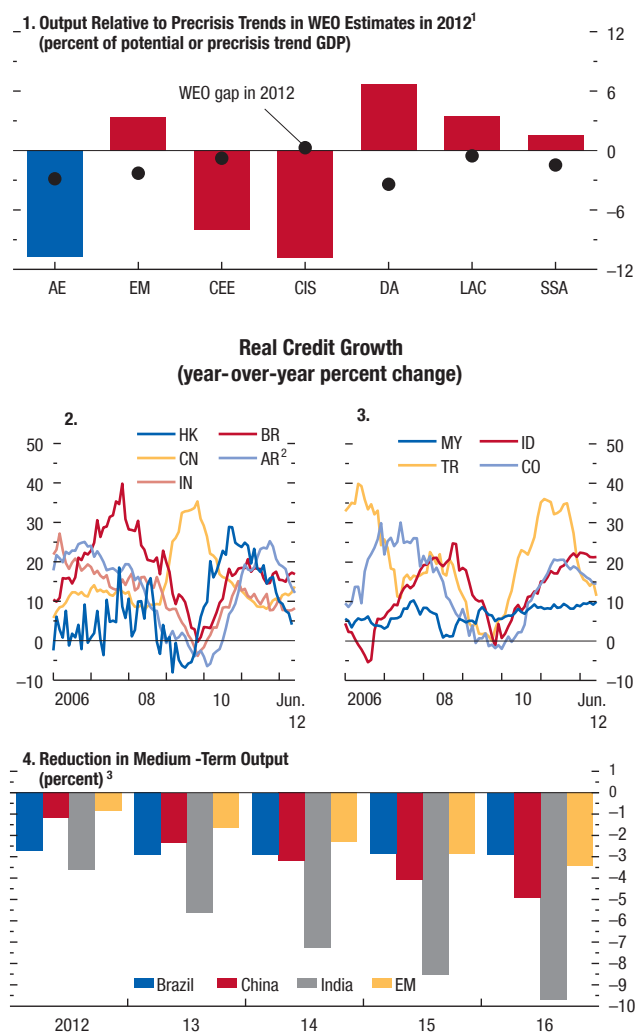 1. Output Relative to Precrisis Trends in WEO Estimates in 2012¹
(percent of potential or precrisis trend GDP)
12
6
0
–6
–12
WEO gap in 2012
AE EM CEE CIS DA LAC SSA
Real Credit Growth
(year-over-year percent change)
2.
HK BR
CN AR²
IN
50
40
30
20
10
0
–10
2006 08 10 Jun.
12
3.
MY ID
TR CO
50
40
30
20
10
0
–10
2006 08 10 Jun.
12
4. Reduction in Medium -Term Output
(percent) ³
1
0
–1
–2
–3
–4
–5
–6
–7
–8
–9
–10
Brazil China India EM
2012 13 14 15 16